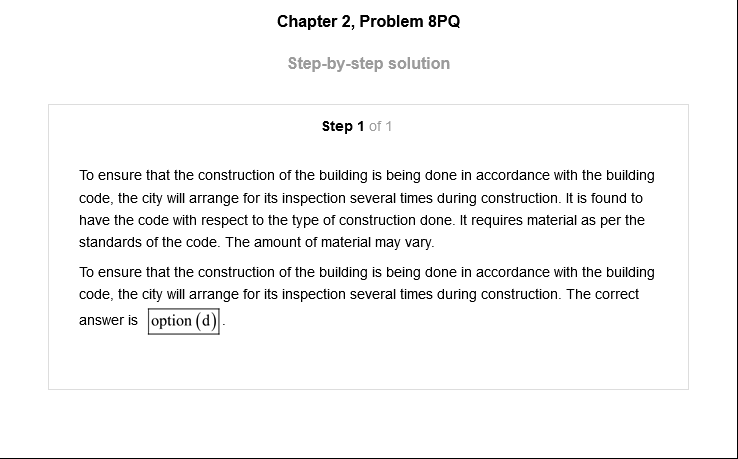 Chapter 2, Problem 8PQ
Step-by-step solution
Step 1 of 1
To ensure that the construction of the building is being done in accordance with the building
code, the city will arrange for its inspection several times during construction. It is found to
have the code with respect to the type of construction done. It requires material as per the
standards of the code. The amount of material may vary.
To ensure that the construction of the building is being done in accordance with the building
code, the city will arrange for its inspection several times during construction. The correct
answer is option (d).